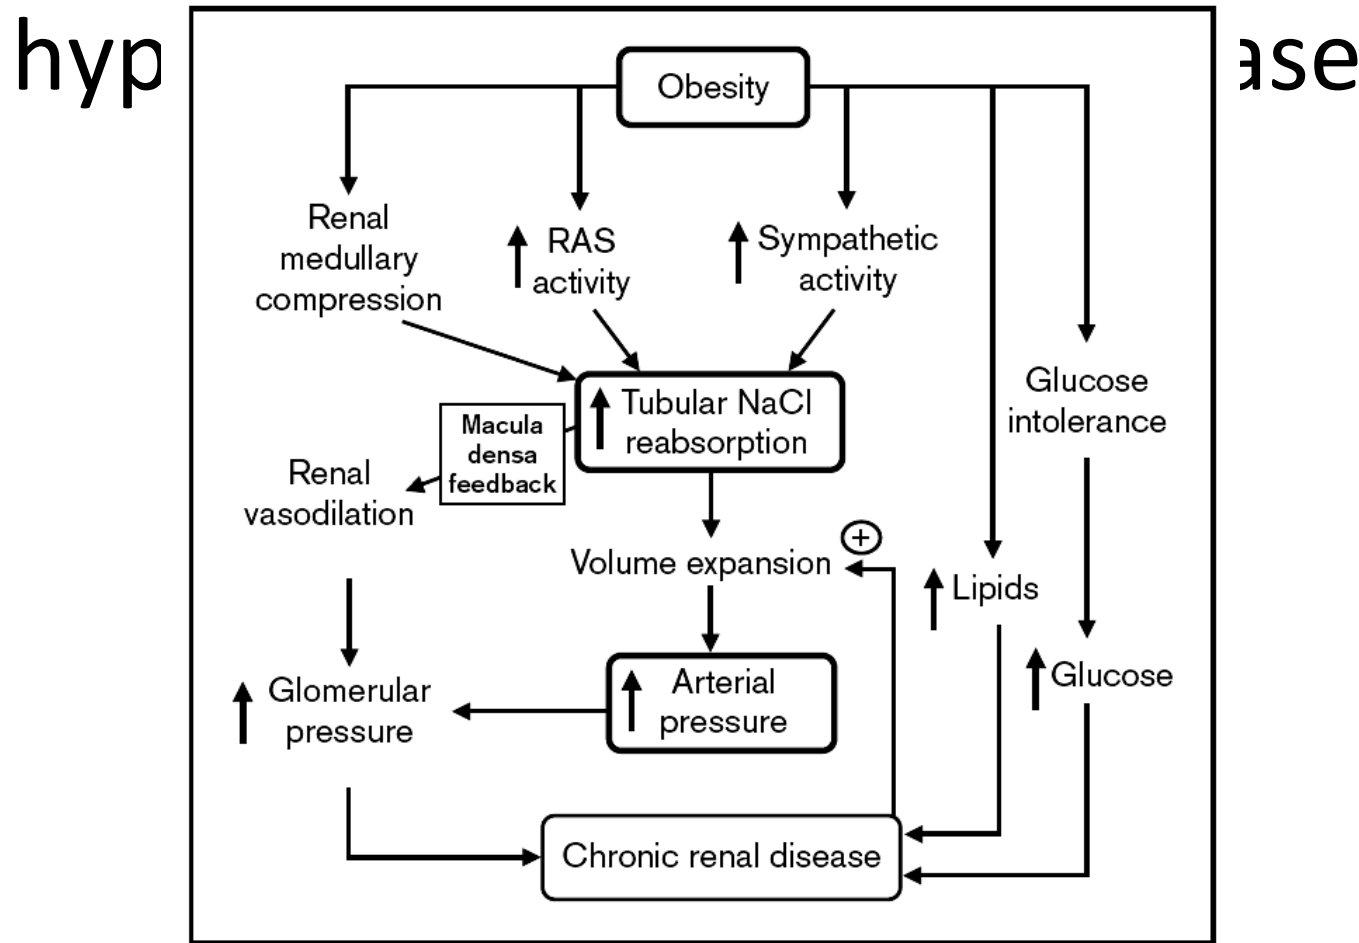 hyp
ase
Obesity
Renal
medullary
compression
RAS
activity
Sympathetic
activity
Glucose
intolerance
Tubular NaCl
reabsorption
Macula
densa
feedback
Renal
vasodilation
Volume expansion
+
Lipids
Glucose
Glomerular
pressure
Arterial
pressure
Chronic renal disease